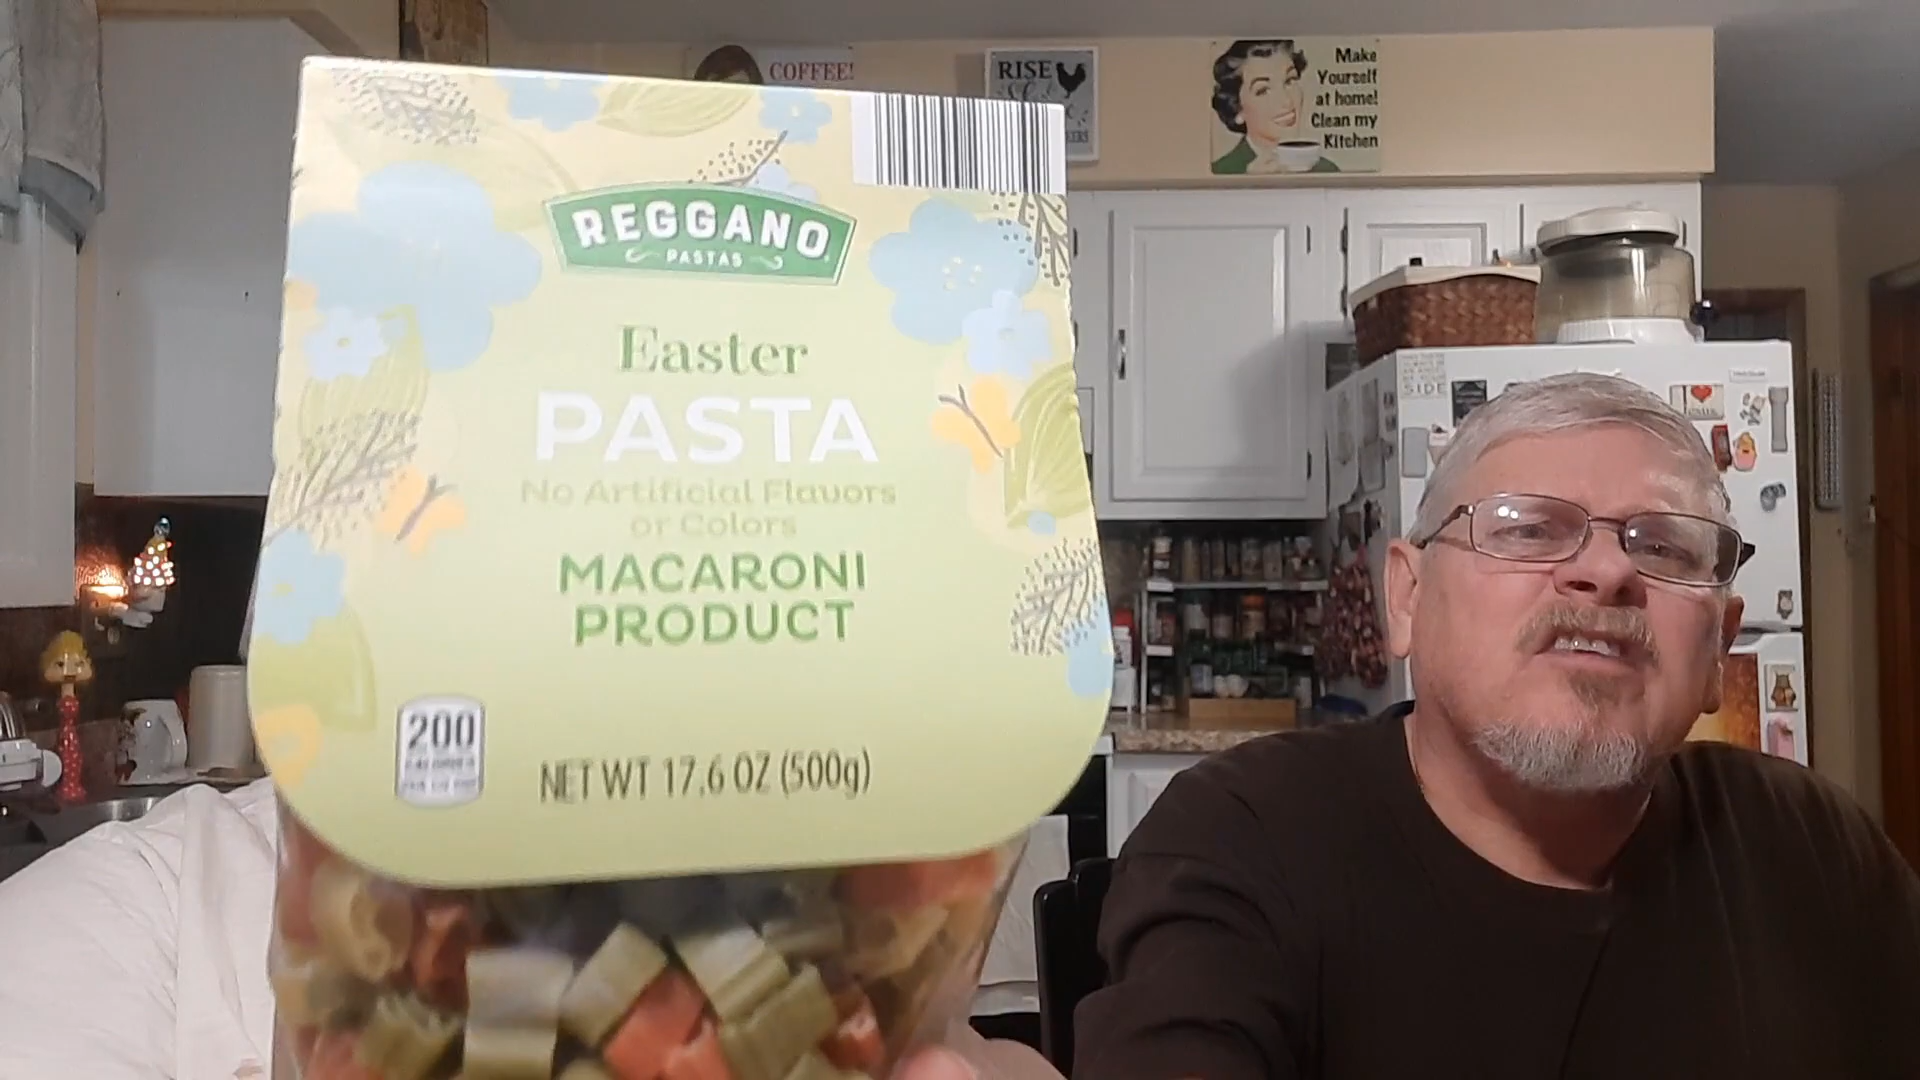 COFFEE!
RISE
Make
Yourself
at home!
Clean my
Kitchen
REGGANO
PASTAS
Easter
PASTA
No Artificial Flavors
or Colors
MACARONI
PRODUCT
200
NET WT 17.6 OZ (500g)
SIDE